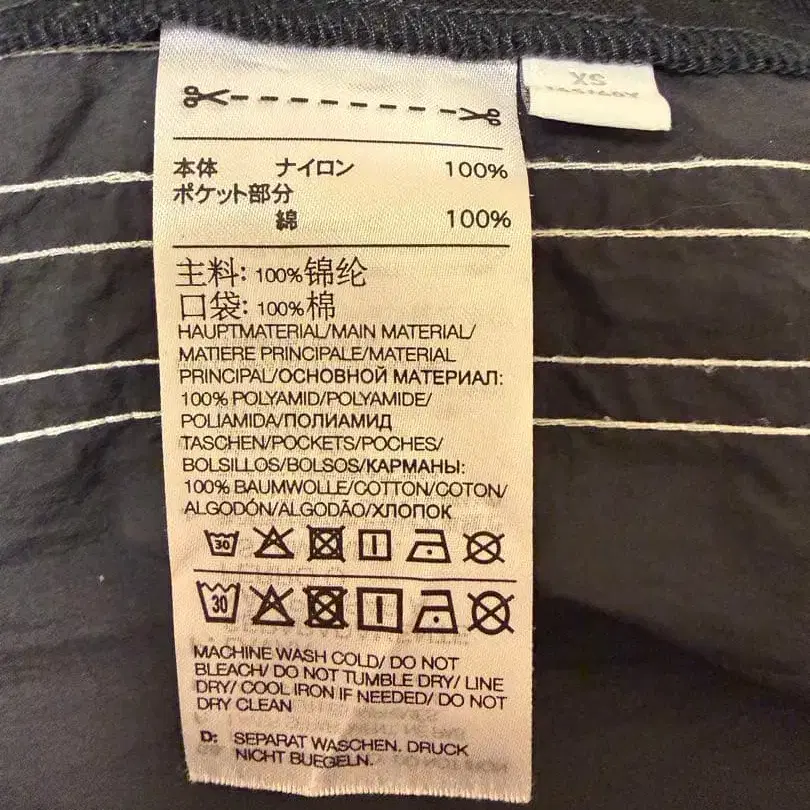 XS
本体 ナイロン 100%
ポケット部分
綿 100%
主料: 100%锦纶
口袋: 100%棉
HAUPTMATERIAL/MAIN MATERIAL/
MATIERE PRINCIPALE/MATERIAL
PRINCIPAL/ОСНОВНОЙ МАТЕРИАЛ:
100% POLYAMID/POLYAMIDE/
POLIAMIDA/ПОЛИАМИД
TASCHEN/POCKETS/POCHES/
BOLSILLOS/BOLSOS/КАРМАНЫ:
100% BAUMWOLLE/COTTON/COTON/
ALGODÓN/ALGODÃO/ХЛОПОК
30
30
MACHINE WASH COLD/ DO NOT
BLEACH/ DO NOT TUMBLE DRY/ LINE
DRY/ COOL IRON IF NEEDED/ DO NOT
DRY CLEAN
D: SEPARAT WASCHEN. DRUCK
NICHT BUEGELN.